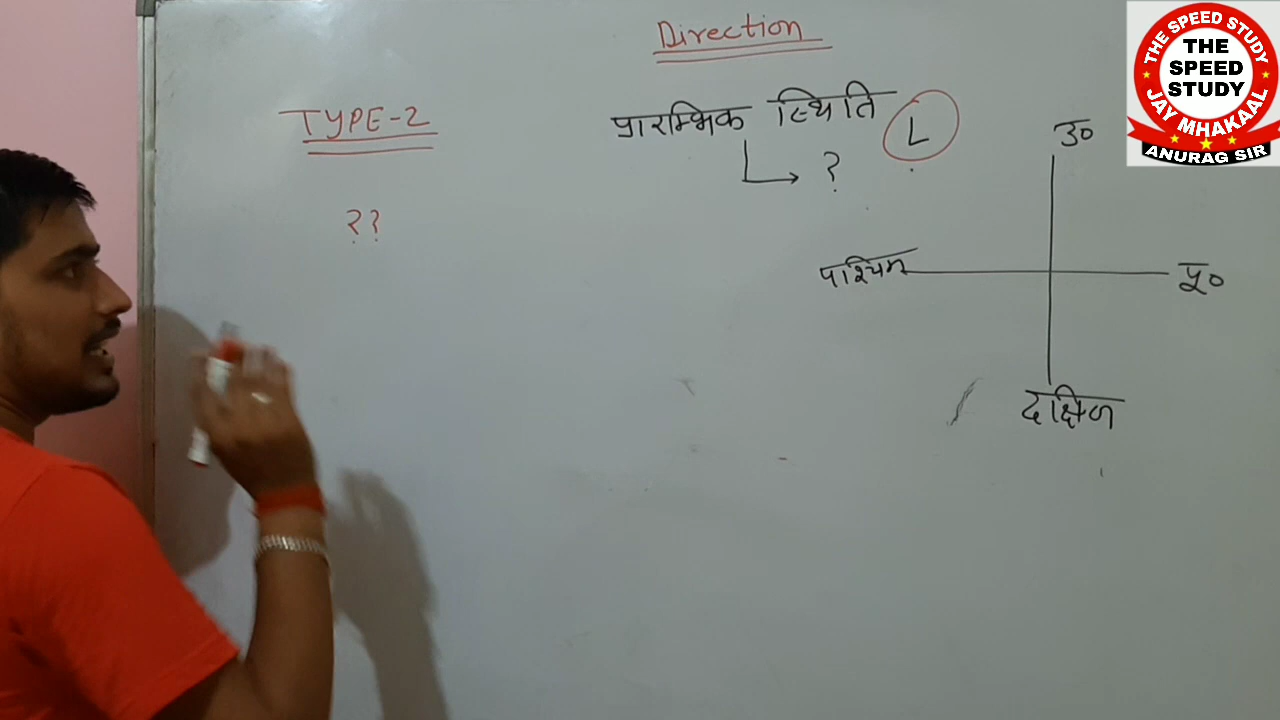 Direction
TYPE-2
प्रारम्भिक स्थिति L
?
??
उ०
पश्चिम
पू०
दक्षिण
THE SPEED STUDY
THE
SPEED
STUDY
JAY MHAKAAL
ANURAG SIR